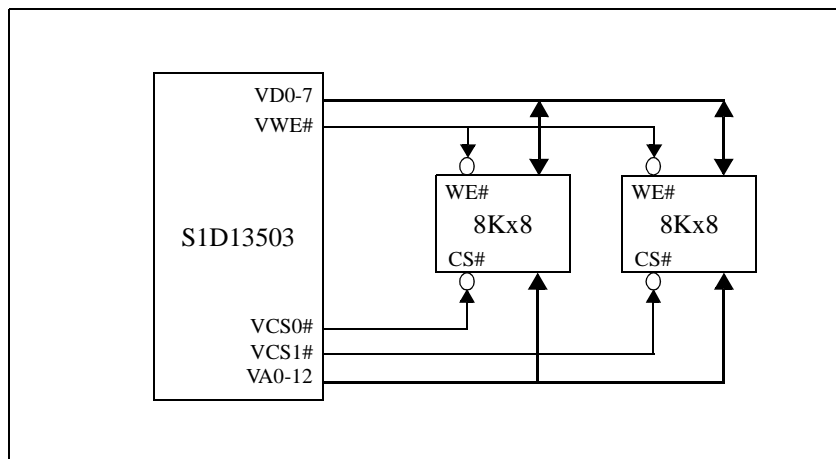 VD0-7
VWE#
WE#
WE#
8Kx8
8Kx8
S1D13503
CS#
CS#
VCS0#
VCS1#
VA0-12